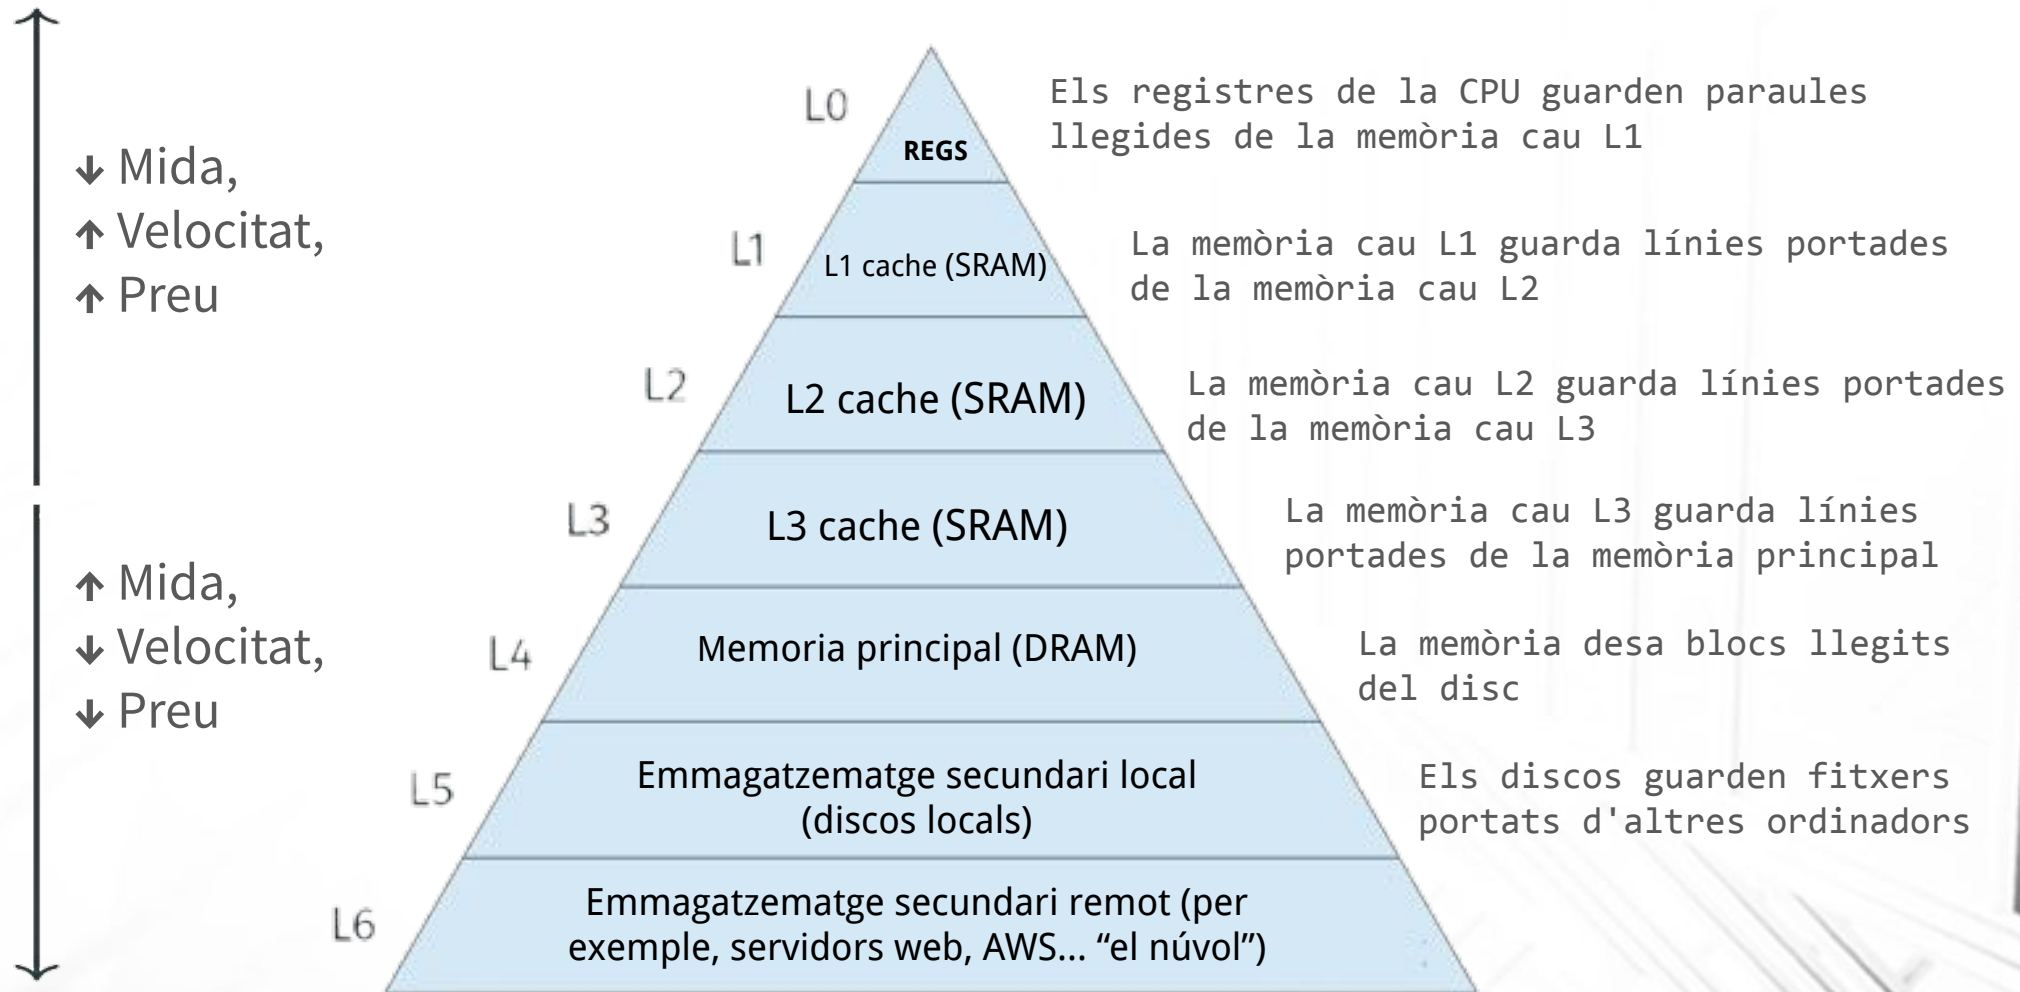 ↓ Mida,
↑ Velocitat,
↑ Preu
↑ Mida,
↓ Velocitat,
↓ Preu
L0
REGS
Els registres de la CPU guarden paraules
llegides de la memòria cau L1
L1
L1 cache (SRAM)
La memòria cau L1 guarda línies portades
de la memòria cau L2
L2
L2 cache (SRAM)
La memòria cau L2 guarda línies portades
de la memòria cau L3
L3
L3 cache (SRAM)
La memòria cau L3 guarda línies
portades de la memòria principal
L4
Memoria principal (DRAM)
La memòria desa blocs llegits
del disc
L5
Emmagatzematge secundari local
(discos locals)
Els discos guarden fitxers
portats d'altres ordinadors
L6
Emmagatzematge secundari remot (per
exemple, servidors web, AWS... “el núvol”)